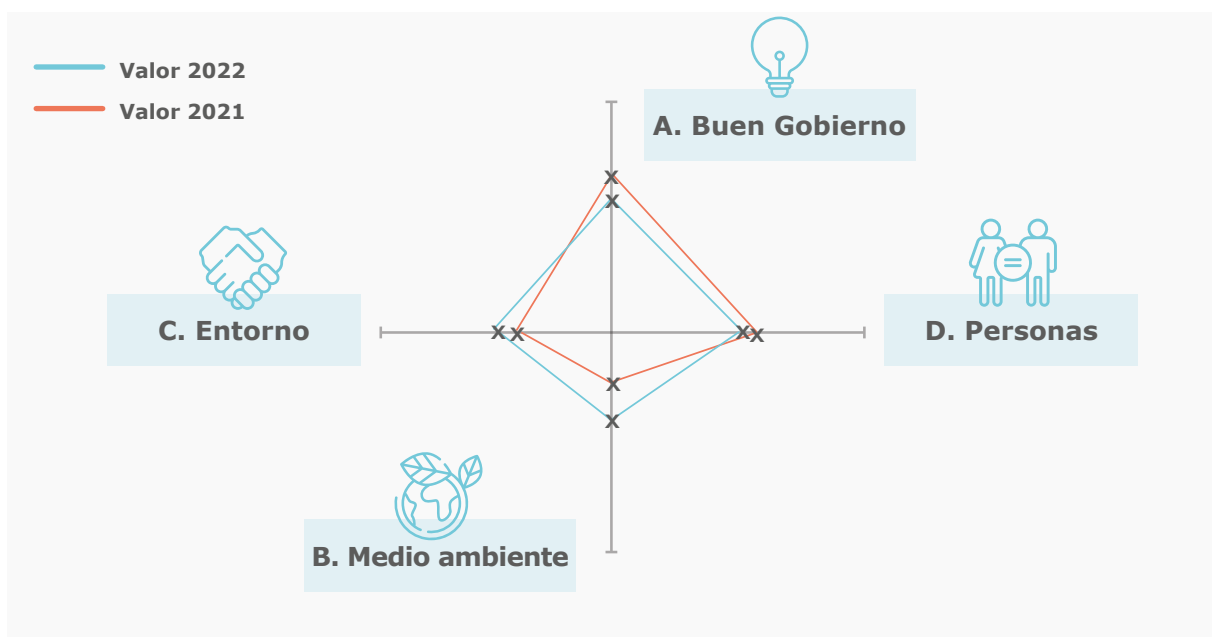 Valor 2022
Valor 2021
A. Buen Gobierno
C. Entorno
D. Personas
B. Medio ambiente